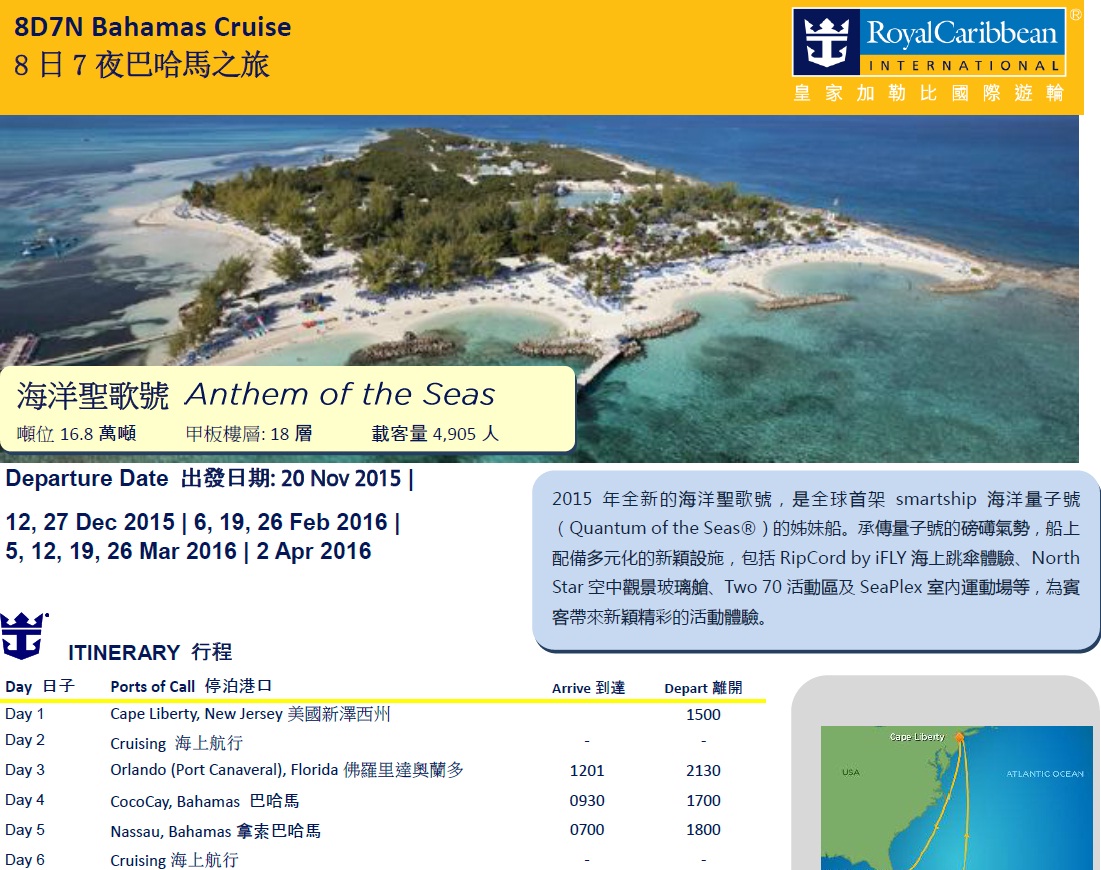 8D7N Bahamas Cruise
8 日 7 夜巴哈馬之旅
RoyalCaribbean®
INTERNATIONAL
皇家加勒比國際遊輪
海洋聖歌號 Anthem of the Seas
噸位 16.8 萬噸 甲板樓層: 18 層 載客量 4,905 人
Departure Date 出發日期: 20 Nov 2015 |
12, 27 Dec 2015 | 6, 19, 26 Feb 2016 |
5, 12, 19, 26 Mar 2016 | 2 Apr 2016
2015 年全新的海洋聖歌號，是全球首架 smartship 海洋量子號
（Quantum of the Seas®）的姊妹船。承傳量子號的磅礴氣勢，船上
配備多元化的新穎設施，包括 RipCord by iFLY 海上跳傘體驗、North
Star 空中觀景玻璃艙、Two 70 活動區及 SeaPlex 室內運動場等，為賓
客帶來新穎精彩的活動體驗。
ITINERARY 行程
Day 日子 Ports of Call 停泊港口 Arrive 到達 Depart 離開
Day 1 Cape Liberty, New Jersey 美國新澤西州 1500
Day 2 Cruising 海上航行 - -
Day 3 Orlando (Port Canaveral), Florida 佛羅里達奧蘭多 1201 2130
Day 4 CocoCay, Bahamas 巴哈馬 0930 1700
Day 5 Nassau, Bahamas 拿索巴哈馬 0700 1800
Day 6 Cruising 海上航行 - -
Cape Liberty
USA
ATLANTIC OCEAN